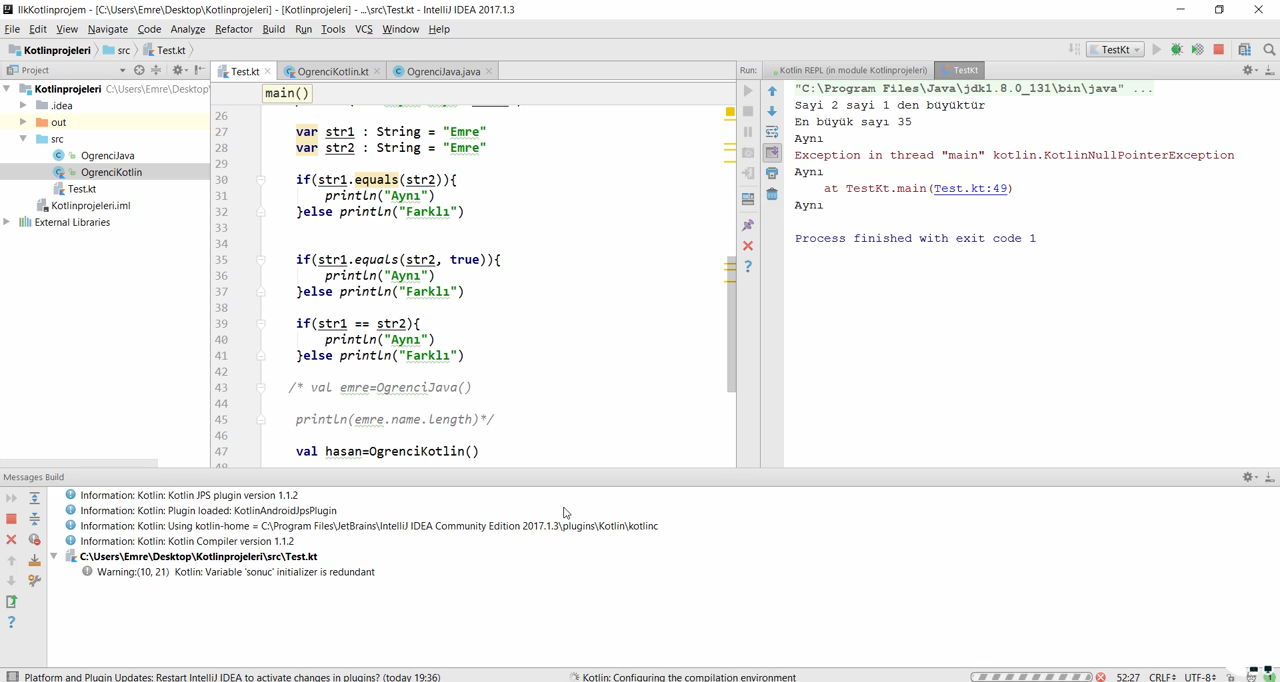 IlkKotlinprojem - [C:\Users\Emre\Desktop\Kotlinprojeleri] - [Kotlinprojeleri] - ...\src\Test.kt - IntelliJ IDEA 2017.1.3
File Edit View Navigate Code Analyze Refactor Build Run Tools VCS Window Help
Kotlinprojeleri src Test.kt
TestKt
Project
Test.kt OgrenciKotlin.kt OgrenciJava.java
Run: Kotlin REPL (in module Kotlinprojeleri) TestKt
Kotlinprojeleri C:\Users\Emre\Desktop
.idea
out
src
OgrenciJava
OgrenciKotlin
Test.kt
Kotlinprojeleri.iml
External Libraries
main()
26
27 var str1 : String = "Emre"
28 var str2 : String = "Emre"
29
30 if(str1.equals(str2)){
31 println("Aynı")
32 }else println("Farklı")
33
34
35 if(str1.equals(str2, true)){
36 println("Aynı")
37 }else println("Farklı")
38
39 if(str1 == str2){
40 println("Aynı")
41 }else println("Farklı")
42
43 /* val emre=OgrenciJava()
44
45 println(emre.name.length)*/
46
47 val hasan=OgrenciKotlin()
"C:\Program Files\Java\jdk1.8.0_131\bin\java" ...
Sayi 2 sayi 1 den büyüktür
En büyük sayı 35
Aynı
Exception in thread "main" kotlin.KotlinNullPointerException
Aynı
at TestKt.main(Test.kt:49)
Aynı
Process finished with exit code 1
Messages Build
Information: Kotlin: Kotlin JPS plugin version 1.1.2
Information: Kotlin: Plugin loaded: KotlinAndroidJpsPlugin
Information: Kotlin: Using kotlin-home = C:\Program Files\JetBrains\IntelliJ IDEA Community Edition 2017.1.3\plugins\Kotlin\kotlinc
Information: Kotlin: Kotlin Compiler version 1.1.2
C:\Users\Emre\Desktop\Kotlinprojeleri\src\Test.kt
Warning:(10, 21) Kotlin: Variable 'sonuc' initializer is redundant
Platform and Plugin Updates: Restart IntelliJ IDEA to activate changes in plugins? (today 19:36) Kotlin: Configuring the compilation environment 52:27 CRLF UTF-8